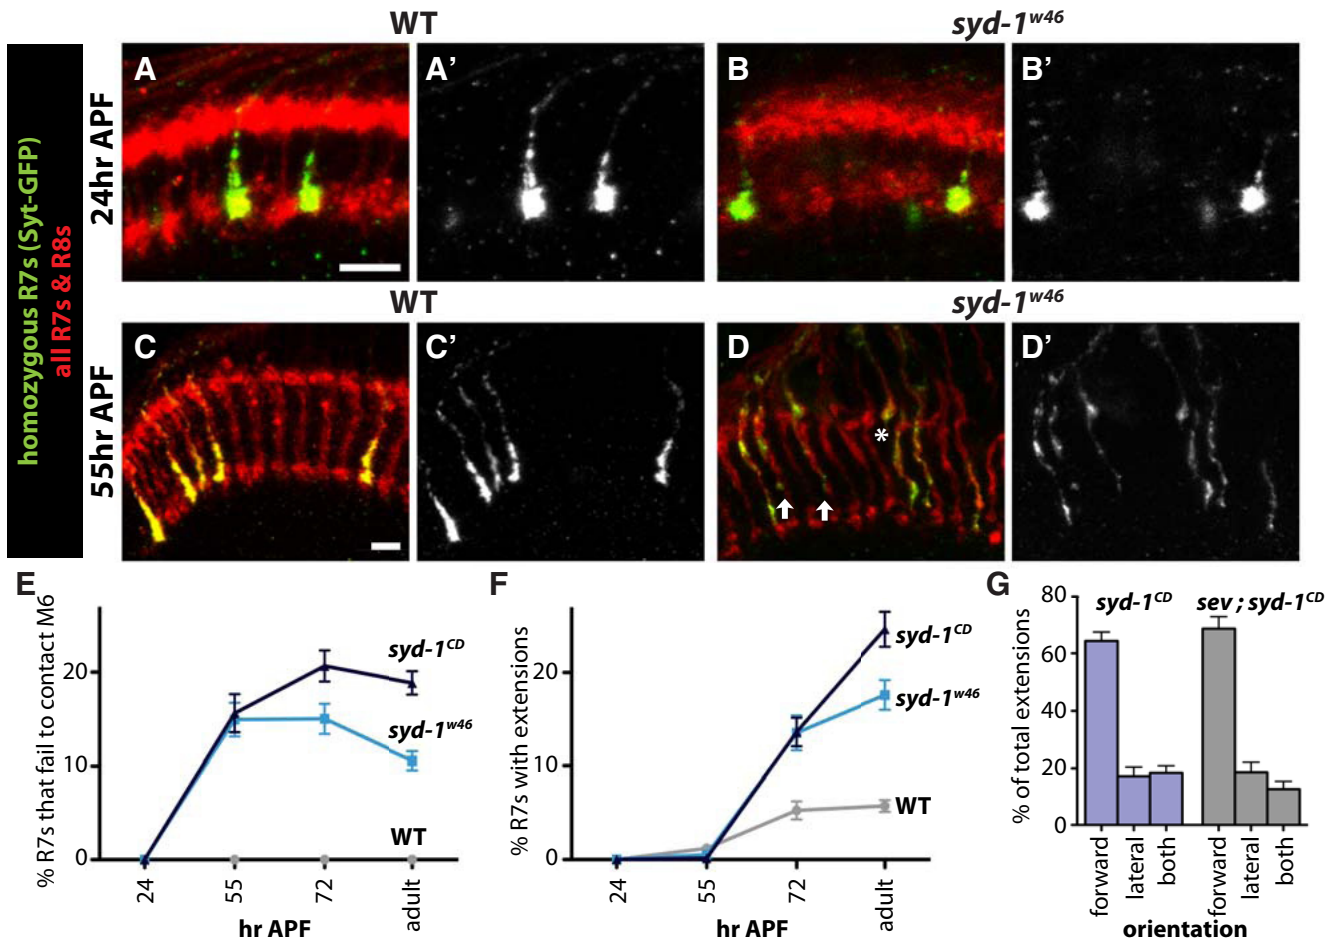 WT
syd-1w46
homozygous R7s (Syt-GFP)
all R7s & R8s
24hr APF
A
A'
B
B'
WT
syd-1w46
55hr APF
C
C'
D
*
D'
E
% R7s that fail to contact M6
20
10
0
syd-1CD
syd-1w46
WT
24
55
72
adult
hr APF
F
% R7s with extensions
20
10
0
syd-1CD
syd-1w46
WT
24
55
72
adult
hr APF
G
% of total extensions
80
60
40
20
0
syd-1CD
sev ; syd-1CD
forward
lateral
both
forward
lateral
both
orientation